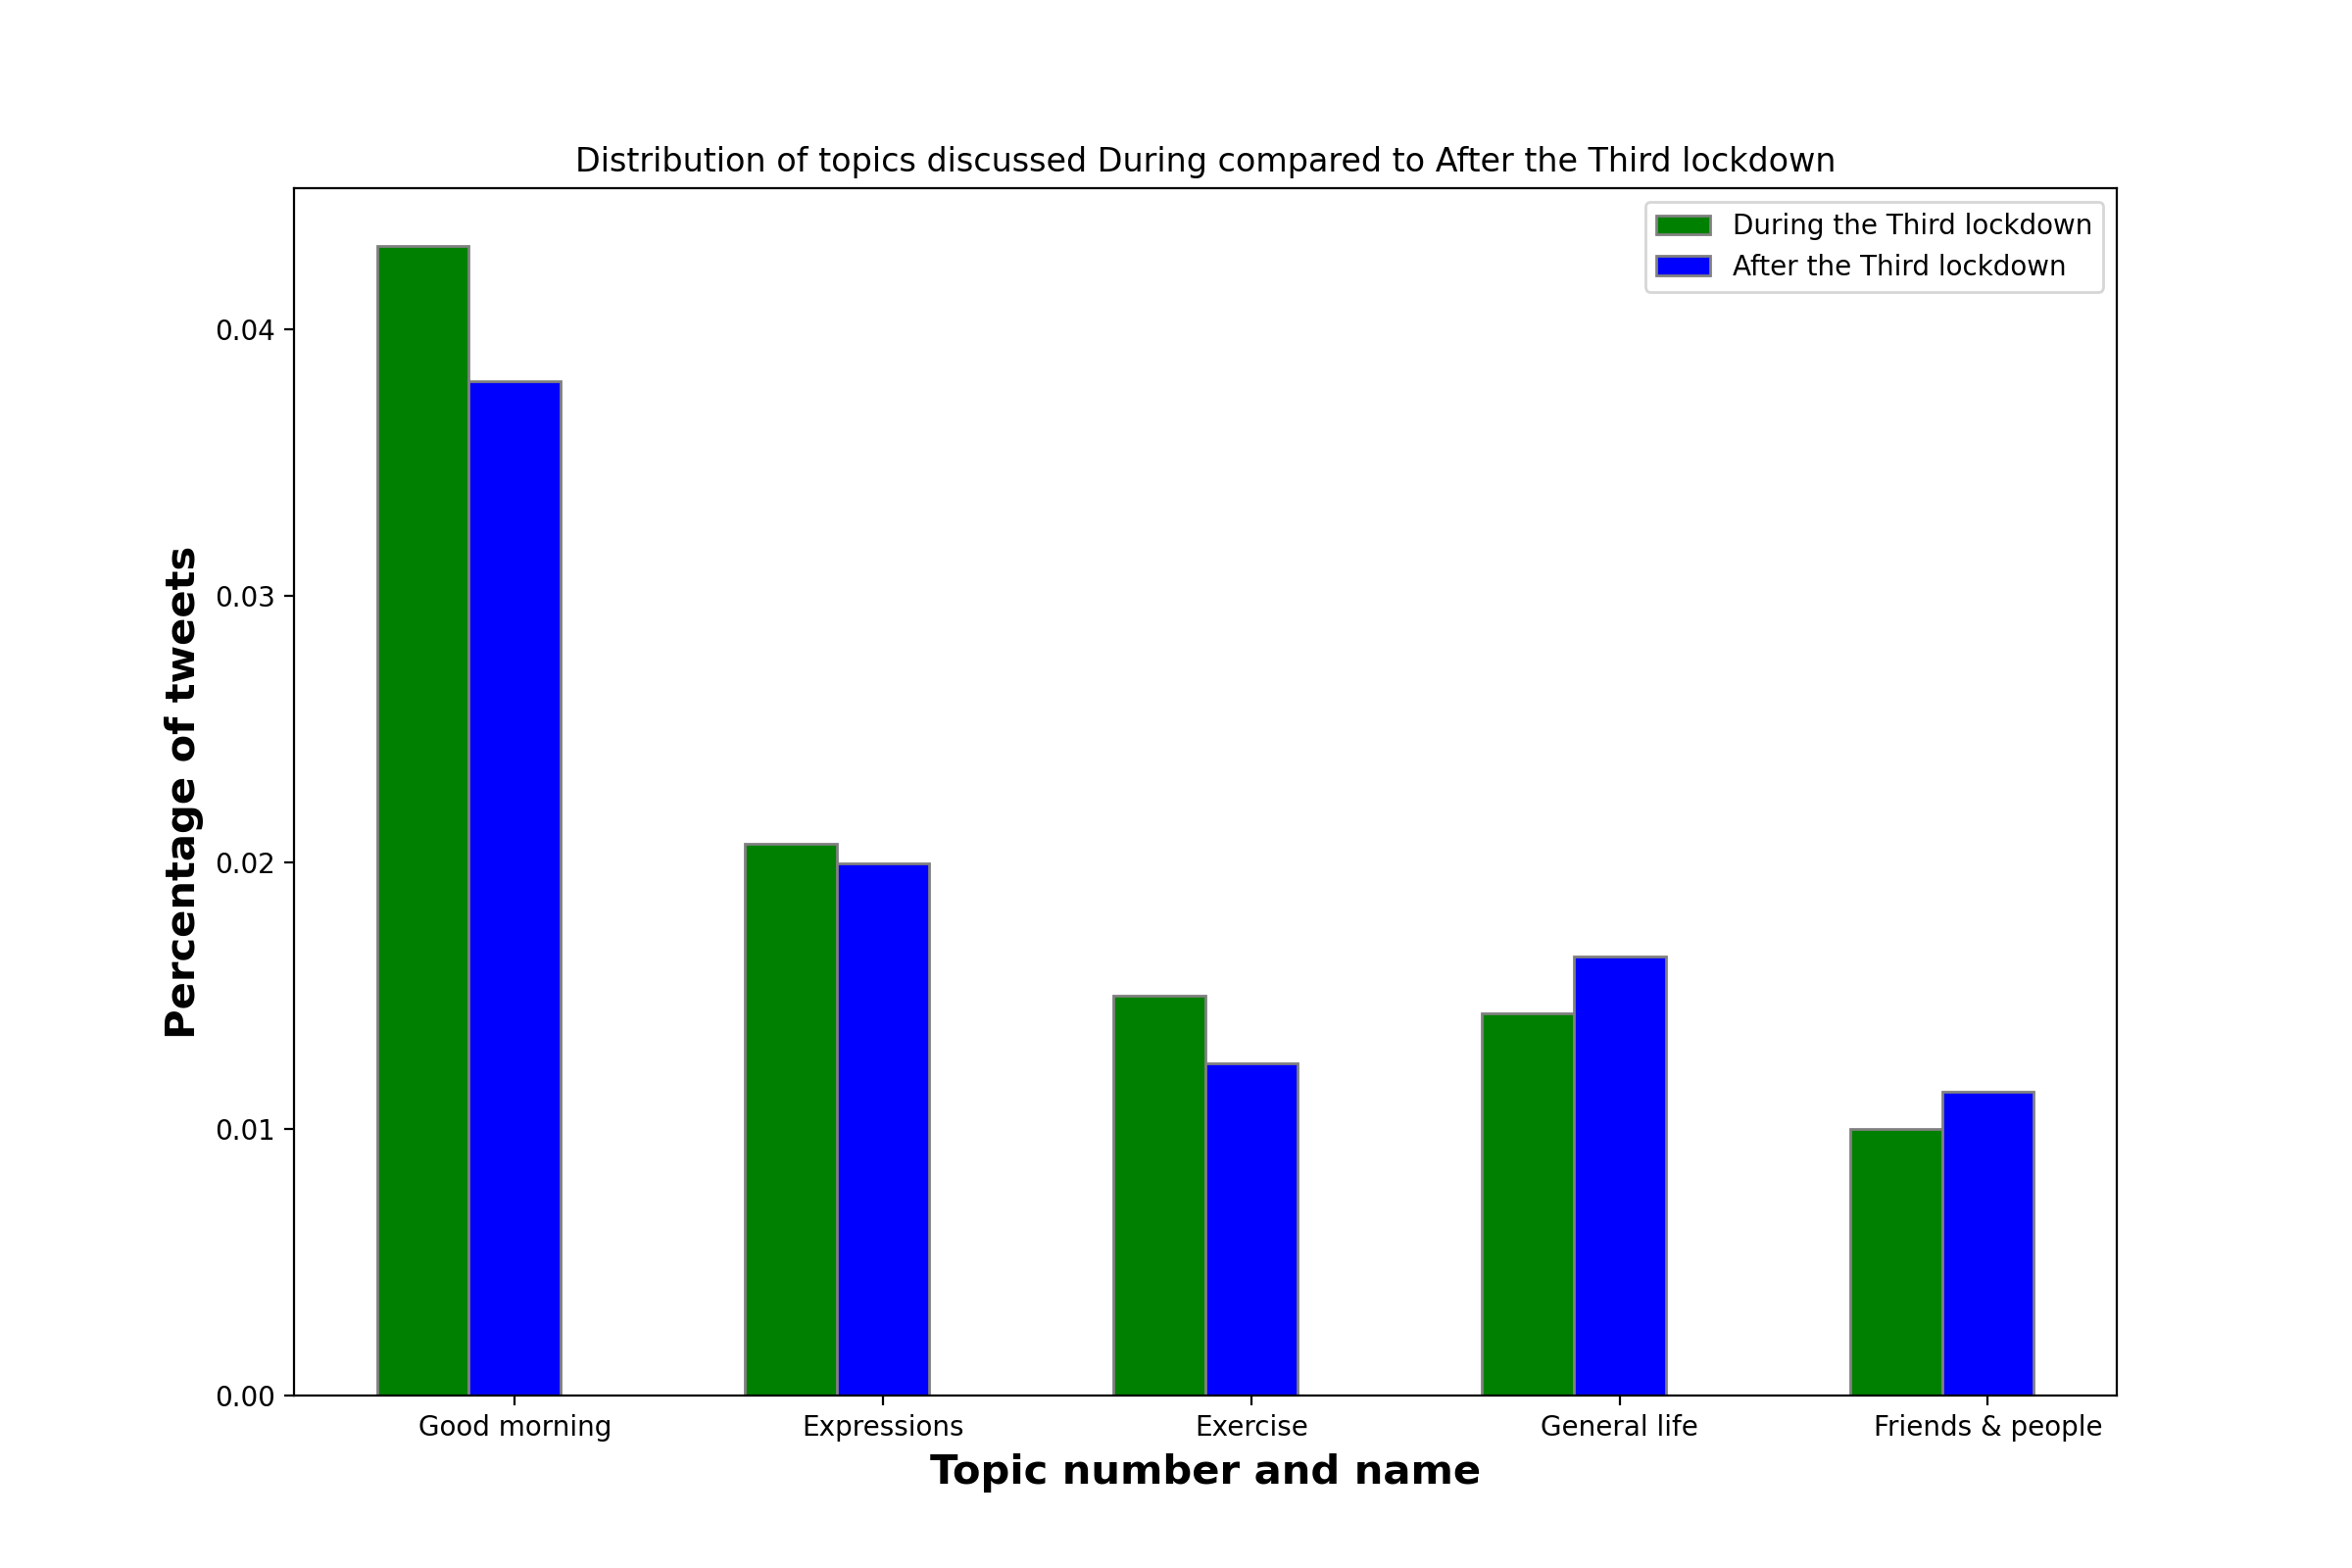 Distribution of topics discussed During compared to After the Third lockdown
During the Third lockdown
After the Third lockdown
0.04
0.03
0.02
0.01
0.00
Percentage of tweets
Good morning
Expressions
Exercise
General life
Friends & people
Topic number and name